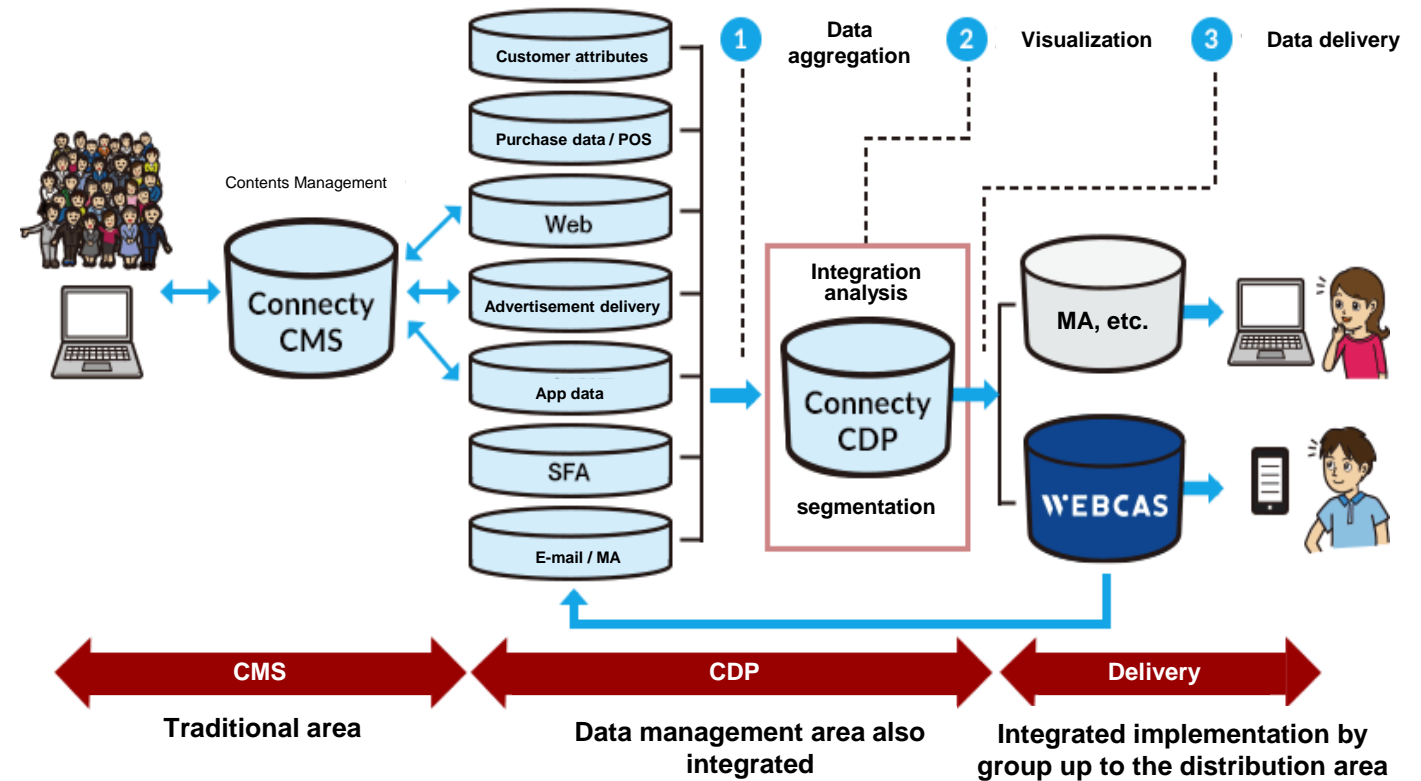 1
Data
aggregation
2
Visualization
3
Data delivery
Customer attributes
Purchase data / POS
Web
Advertisement delivery
App data
SFA
E-mail / MA
Contents Management
Connecty
CMS
Integration
analysis
Connecty
CDP
segmentation
MA, etc.
WEBCAS
CMS
CDP
Delivery
Traditional area
Data management area also
integrated
Integrated implementation by
group up to the distribution area